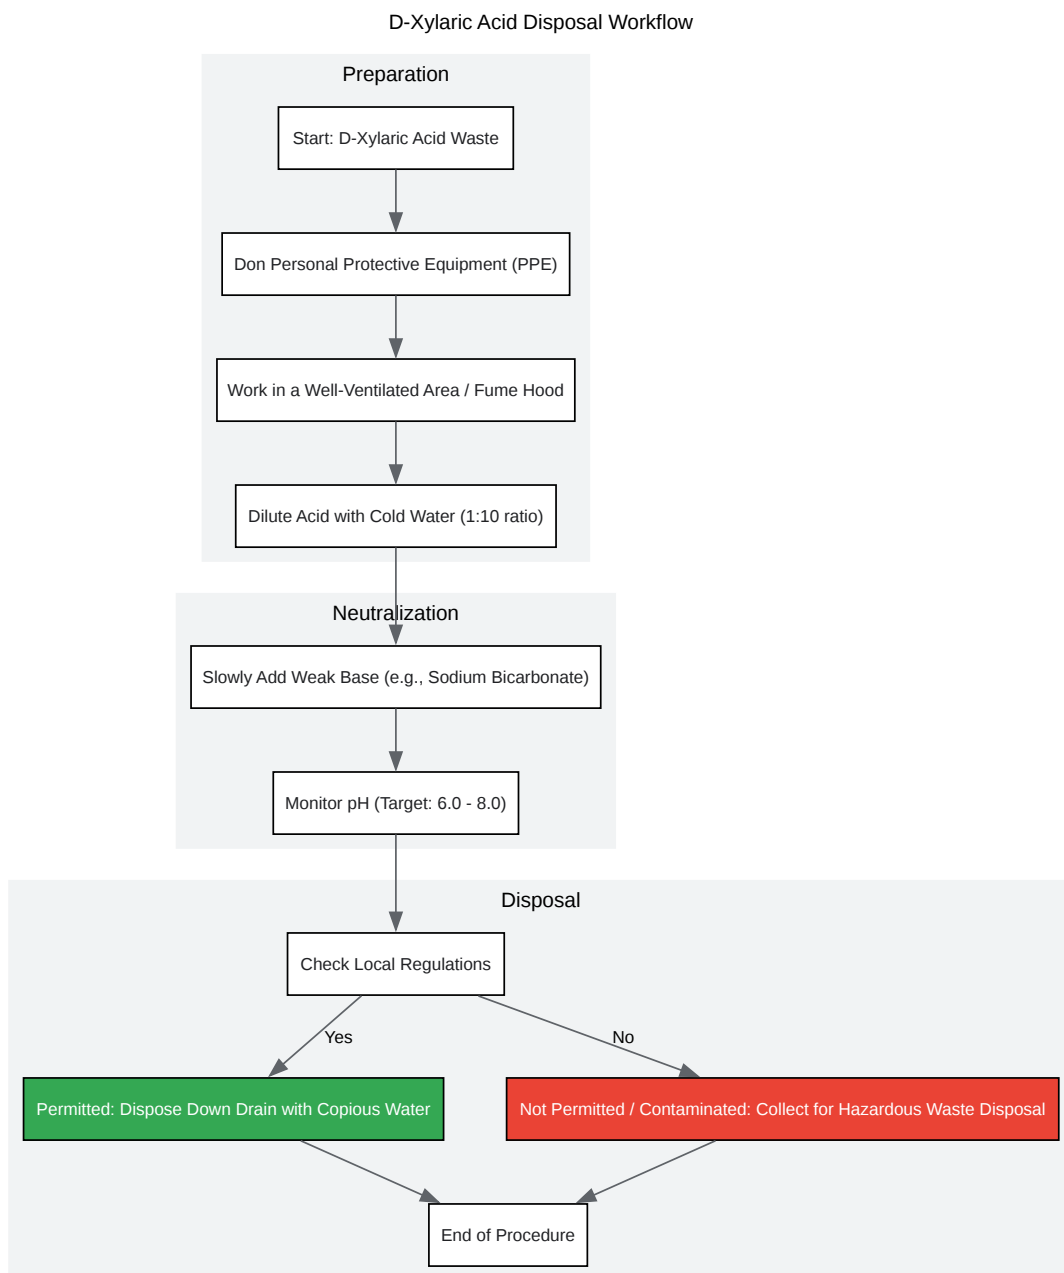 D-Xylaric Acid Disposal Workflow
Preparation
Start: D-Xylaric Acid Waste
Don Personal Protective Equipment (PPE)
Work in a Well-Ventilated Area / Fume Hood
Dilute Acid with Cold Water (1:10 ratio)
Neutralization
Slowly Add Weak Base (e.g., Sodium Bicarbonate)
Monitor pH (Target: 6.0 - 8.0)
Disposal
Check Local Regulations
Yes
No
Permitted: Dispose Down Drain with Copious Water
Not Permitted / Contaminated: Collect for Hazardous Waste Disposal
End of Procedure